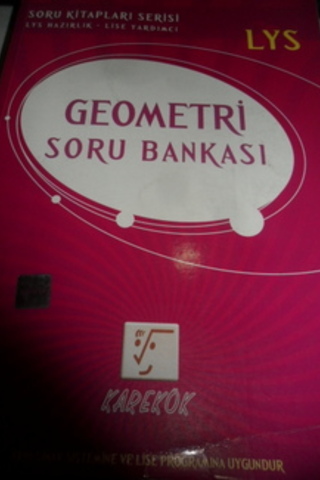 SORU KİTAPLARI SERİSİ
LYS HAZIRLIK - LİSE YARDIMCI
LYS
GEOMETRİ
SORU BANKASI
KAREKÖK
VE LİSE PROGRAMINA UYGUNDUR